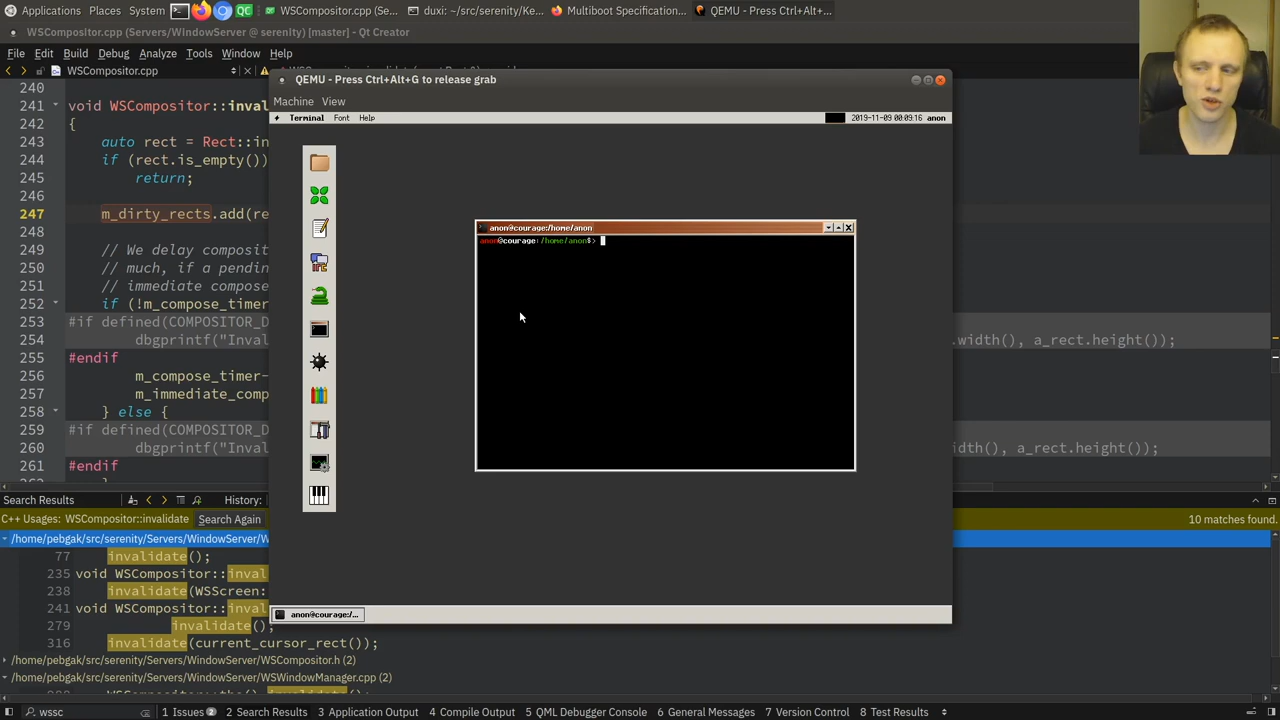 Applications Places System WSCompositor.cpp (Se... duxi: ~/src/serenity/Ke... Multiboot Specification... QEMU - Press Ctrl+Alt+...
WSCompositor.cpp (Servers/WindowServer @ serenity) [master] - Qt Creator
File Edit Build Debug Analyze Tools Window Help
WSCompositor.cpp
QEMU - Press Ctrl+Alt+G to release grab
Machine View
Terminal Font Help 2019-11-09 00:09:16 anon
anon@courage:/home/anon
anon@courage:/home/anon$>
anon@courage:/...
240
241 void WSCompositor::inval
242 {
243 auto rect = Rect::in
244 if (rect.is_empty())
245 return;
246
247 m_dirty_rects.add(re
248
249 // We delay composit
250 // much, if a pendin
251 // immediate compose
252 if (!m_compose_timer
253 #if defined(COMPOSITOR_D
254 dbgprintf("Inval .width(), a_rect.height());
255 #endif
256 m_compose_timer-
257 m_immediate_comp
258 } else {
259 #if defined(COMPOSITOR_D
260 dbgprintf("Inval width(), a_rect.height());
261 #endif
Search Results History:
C++ Usages: WSCompositor::invalidate Search Again 10 matches found.
/home/pebgak/src/serenity/Servers/WindowServer/W
77 invalidate();
235 void WSCompositor::inval
238 invalidate(WSScreen:
241 void WSCompositor::inval
279 invalidate();
316 invalidate(current_cursor_rect());
/home/pebgak/src/serenity/Servers/WindowServer/WSCompositor.h (2)
/home/pebgak/src/serenity/Servers/WindowServer/WSWindowManager.cpp (2)
wssc 1 Issues 2 2 Search Results 3 Application Output 4 Compile Output 5 QML Debugger Console 6 General Messages 7 Version Control 8 Test Results